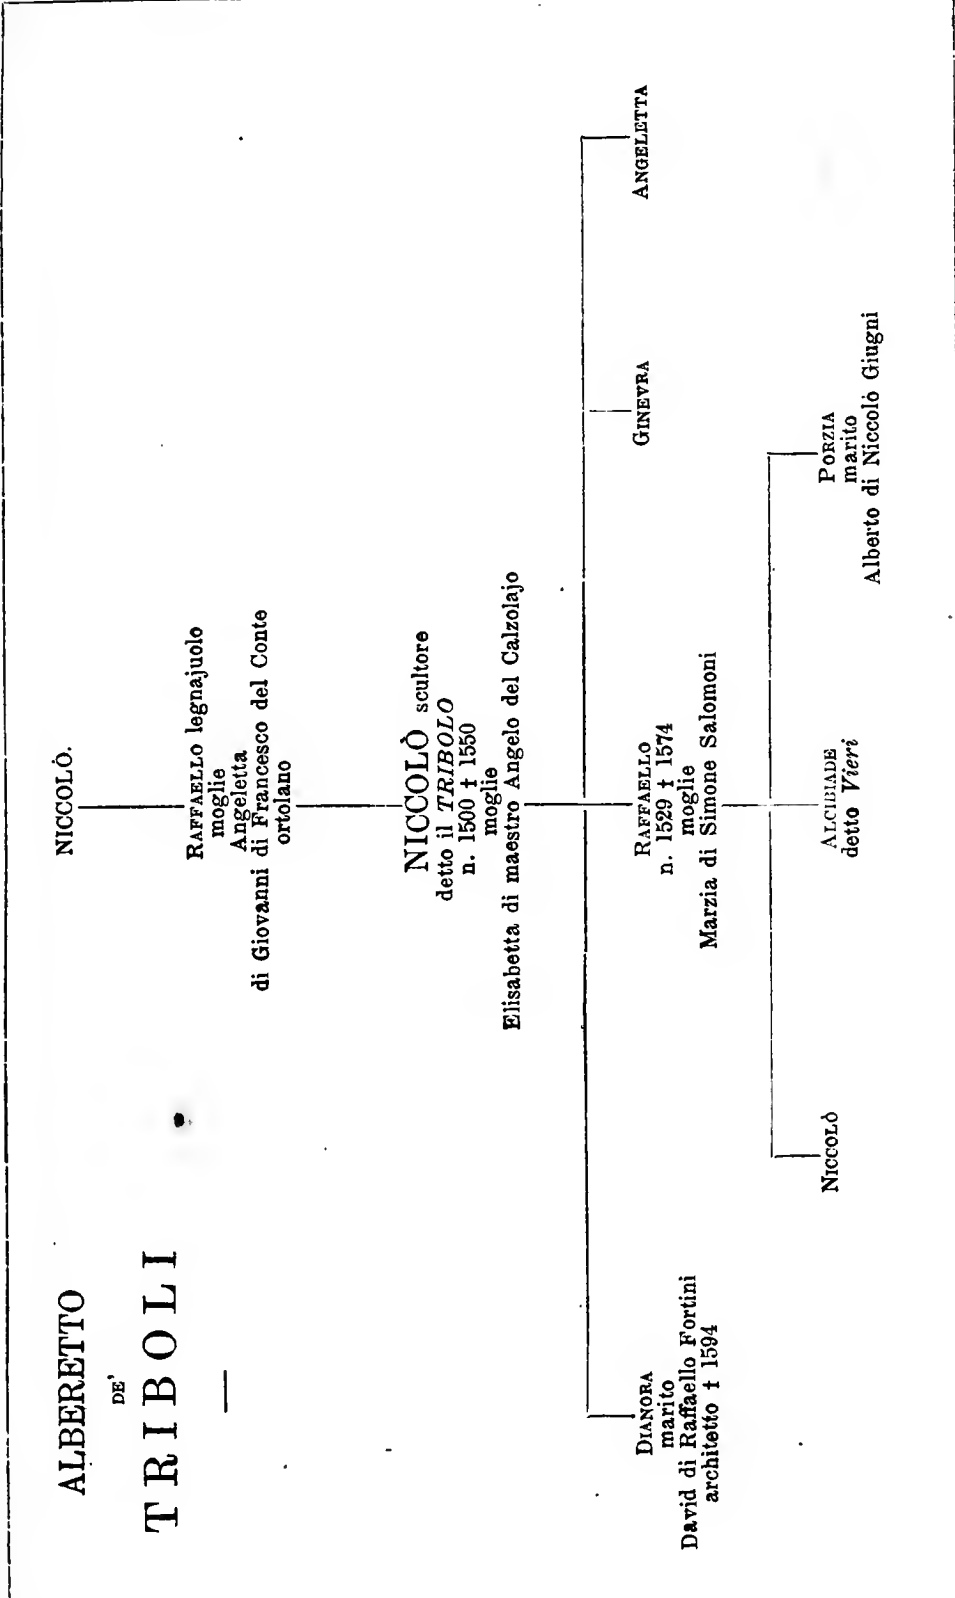 ALBERETTO
DE'
TRIBOLI
NICCOLÒ.
RAFFAELLO legnajuolo
moglie
Angeletta
di Giovanni di Francesco del Conte
ortolano
NICCOLÒ scultore
detto il TRIBOLO
n. 1500 † 1550
moglie
Elisabetta di maestro Angelo del Calzolajo
DIANORA
marito
David di Raffaello Fortini
architetto † 1594
RAFFAELLO
n. 1529 † 1574
moglie
Marzia di Simone Salomoni
GINEVRA
ANGELETTA
NICCOLÒ
ALCIBIADE
detto Vieri
PORZIA
marito
Alberto di Niccolò Giugni